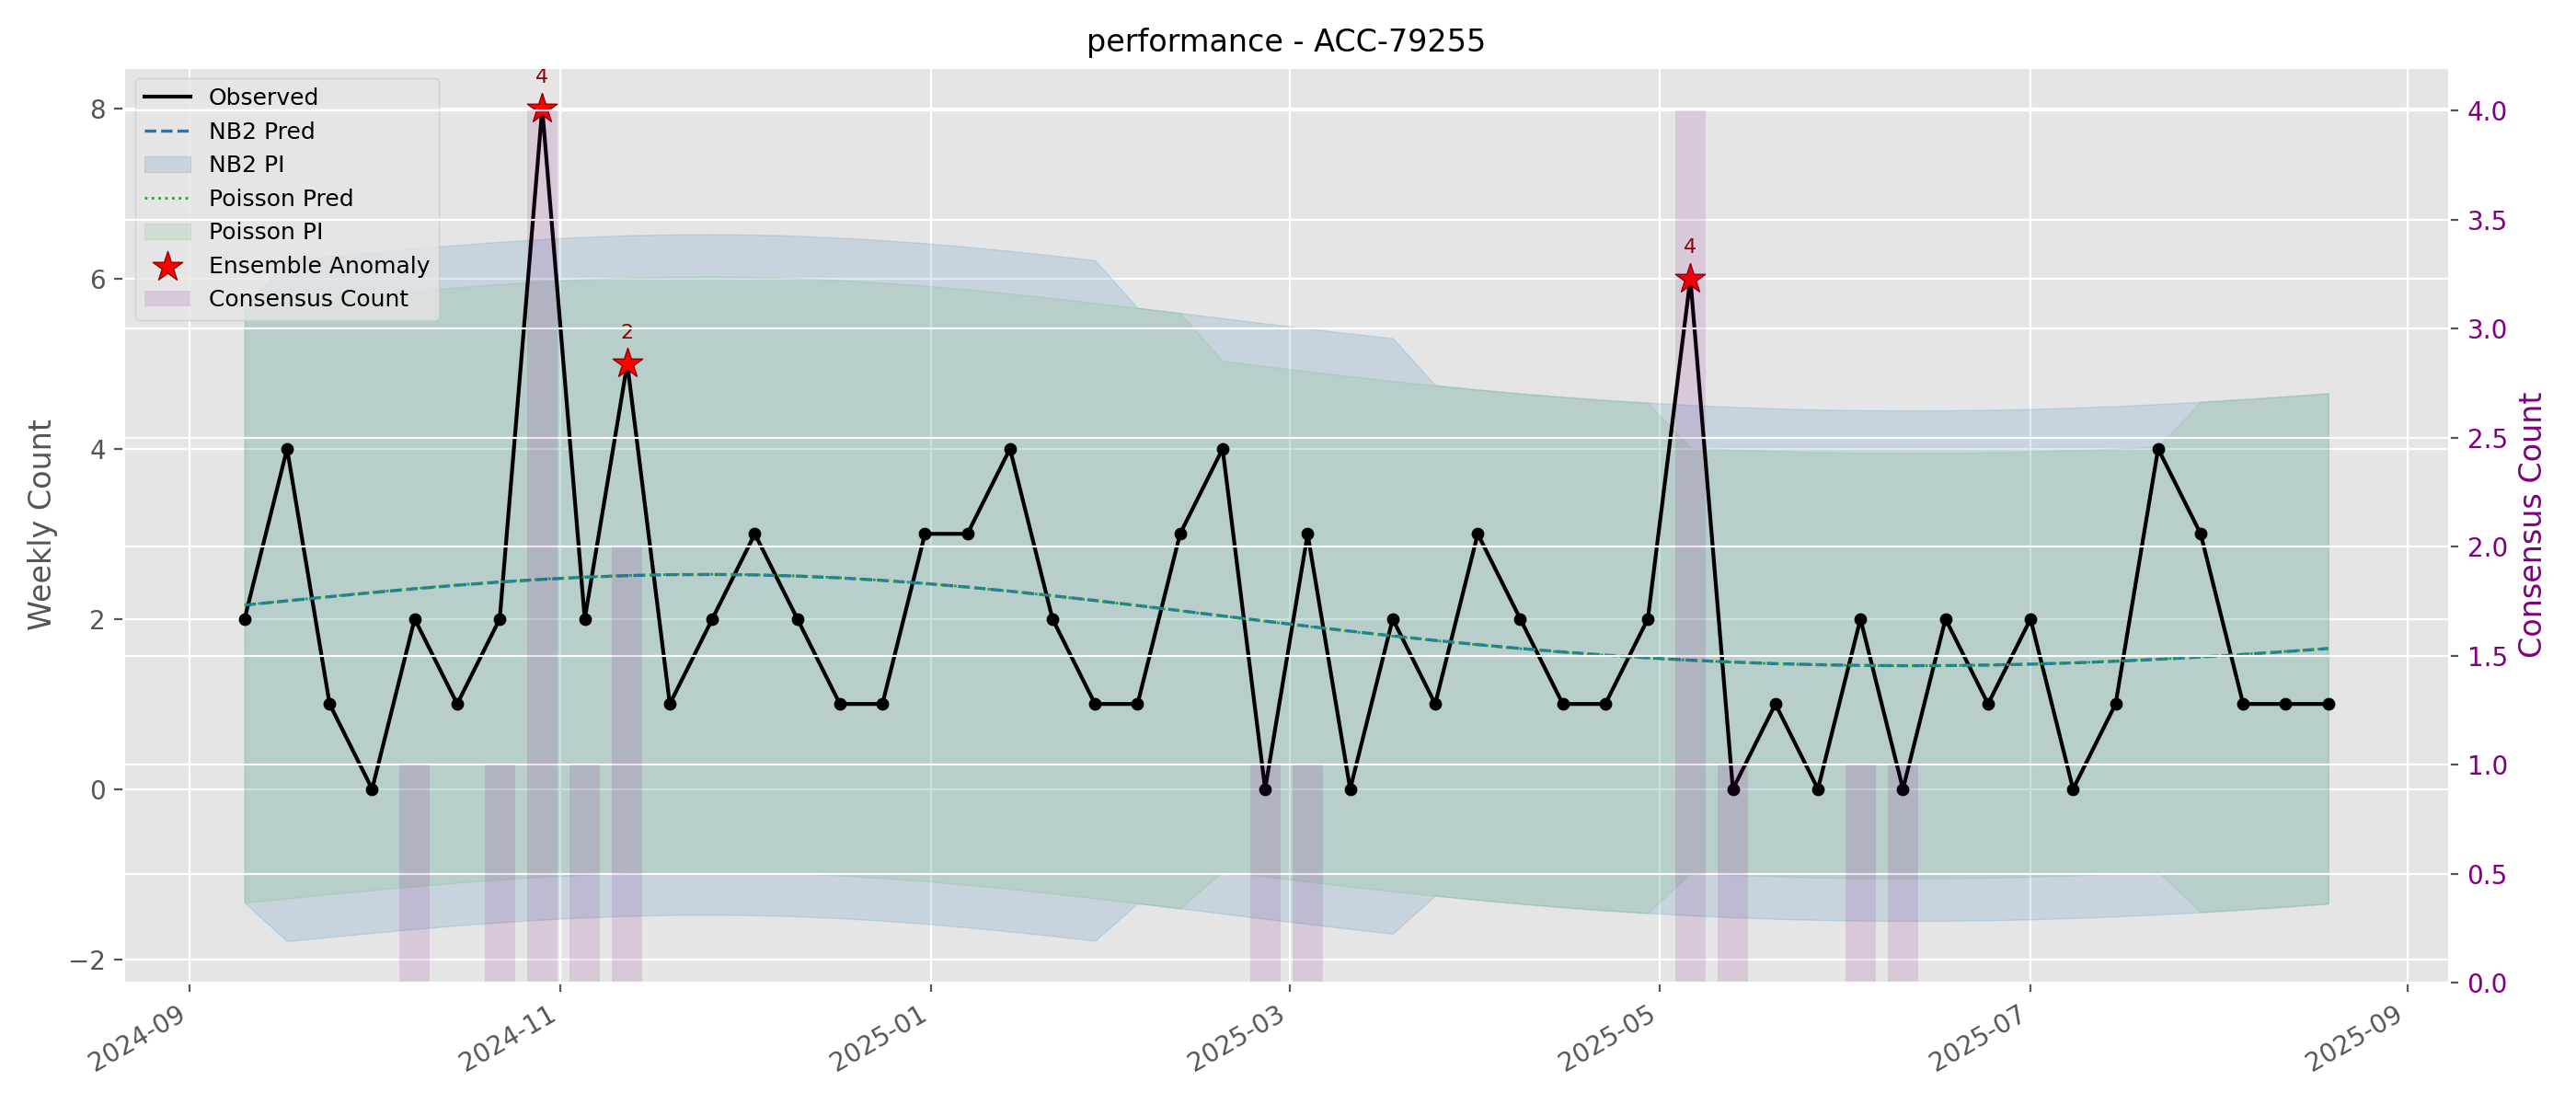 performance - ACC-79255
Observed
NB2 Pred
NB2 PI
Poisson Pred
Poisson PI
Ensemble Anomaly
Consensus Count
4
2
4
Weekly Count
8
6
4
2
0
−2
2024-09
2024-11
2025-01
2025-03
2025-05
2025-07
2025-09
4.0
3.5
3.0
2.5
2.0
1.5
1.0
0.5
0.0
Consensus Count